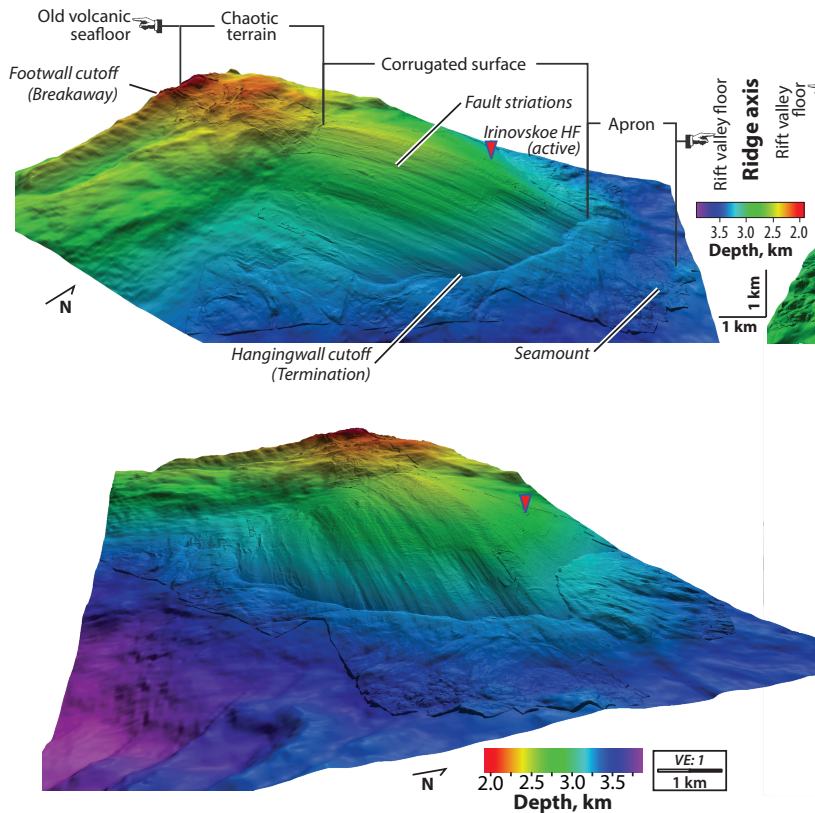 Old volcanic
seafloor
Chaotic
terrain
Footwall cutoff
(Breakaway)
Corrugated surface
Fault striations
Irinovskoe HF
(active)
Apron
Rift valley floor
Ridge axis
Rift valley
floor
3.5 3.0 2.5 2.0
Depth, km
1 km
1 km
N
Hangingwall cutoff
(Termination)
Seamount
2.0 2.5 3.0 3.5
Depth, km
N
VE: 1
1 km